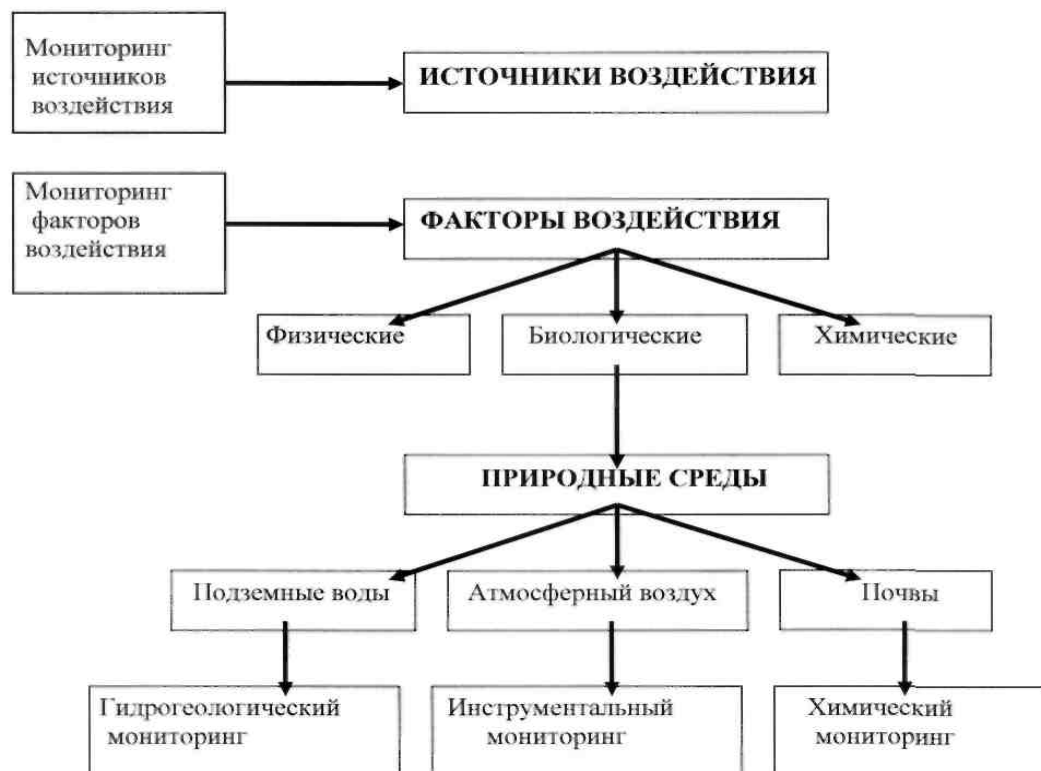 Мониторинг
источников
воздействия
ИСТОЧНИКИ ВОЗДЕЙСТВИЯ
Мониторинг
факторов
воздействия
ФАКТОРЫ ВОЗДЕЙСТВИЯ
Физические
Биологические
Химические
ПРИРОДНЫЕ СРЕДЫ
Подземные воды
Атмосферный воздух
Почвы
Гидрогеологический
мониторинг
Инструментальный
мониторинг
Химический
мониторинг